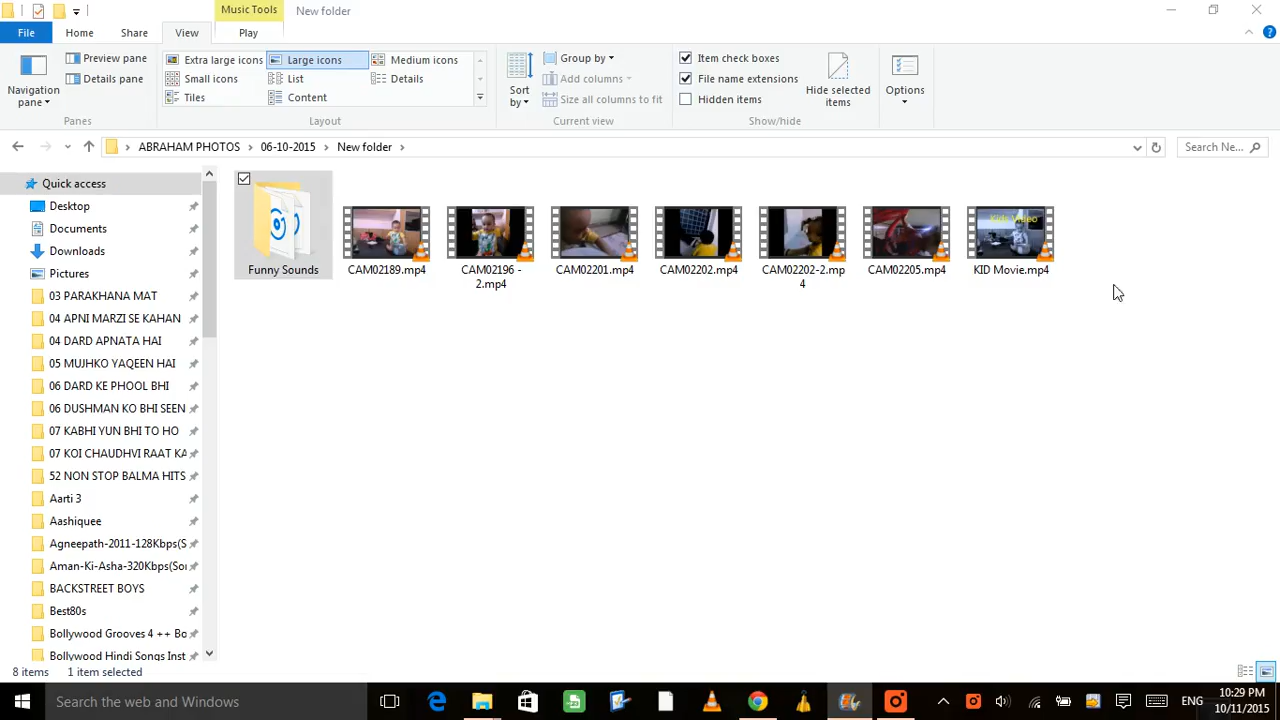 Music Tools
New folder
File
Home
Share
View
Play
Navigation pane
Preview pane
Details pane
Panes
Extra large icons
Large icons
Medium icons
Small icons
List
Details
Tiles
Content
Layout
Sort by
Group by
Add columns
Size all columns to fit
Current view
Item check boxes
File name extensions
Hidden items
Hide selected items
Show/hide
Options
ABRAHAM PHOTOS
06-10-2015
New folder
Search Ne...
Quick access
Desktop
Documents
Downloads
Pictures
03 PARAKHANA MAT
04 APNI MARZI SE KAHAN
04 DARD APNATA HAI
05 MUJHKO YAQEEN HAI
06 DARD KE PHOOL BHI
06 DUSHMAN KO BHI SEEN
07 KABHI YUN BHI TO HO
07 KOI CHAUDHVI RAAT KA
52 NON STOP BALMA HITS
Aarti 3
Aashiquee
Agneepath-2011-128Kbps(S
Aman-Ki-Asha-320Kbps(Sor
BACKSTREET BOYS
Best80s
Bollywood Grooves 4 ++ Bo
Bollywood Hindi Songs Inst
Funny Sounds
CAM02189.mp4
CAM02196 -
2.mp4
CAM02201.mp4
CAM02202.mp4
CAM02202-2.mp
4
CAM02205.mp4
Kids Video
KID Movie.mp4
8 items
1 item selected
Search the web and Windows
ENG
10:29 PM
10/11/2015